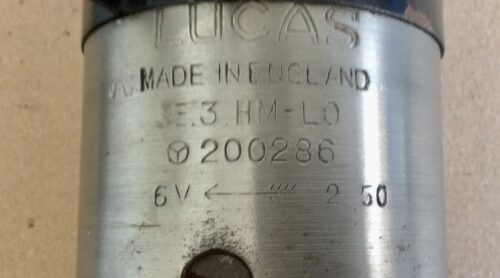 LUCAS
MADE IN ENGLAND
E.3 HM-LO
200286
6V ← 2 50